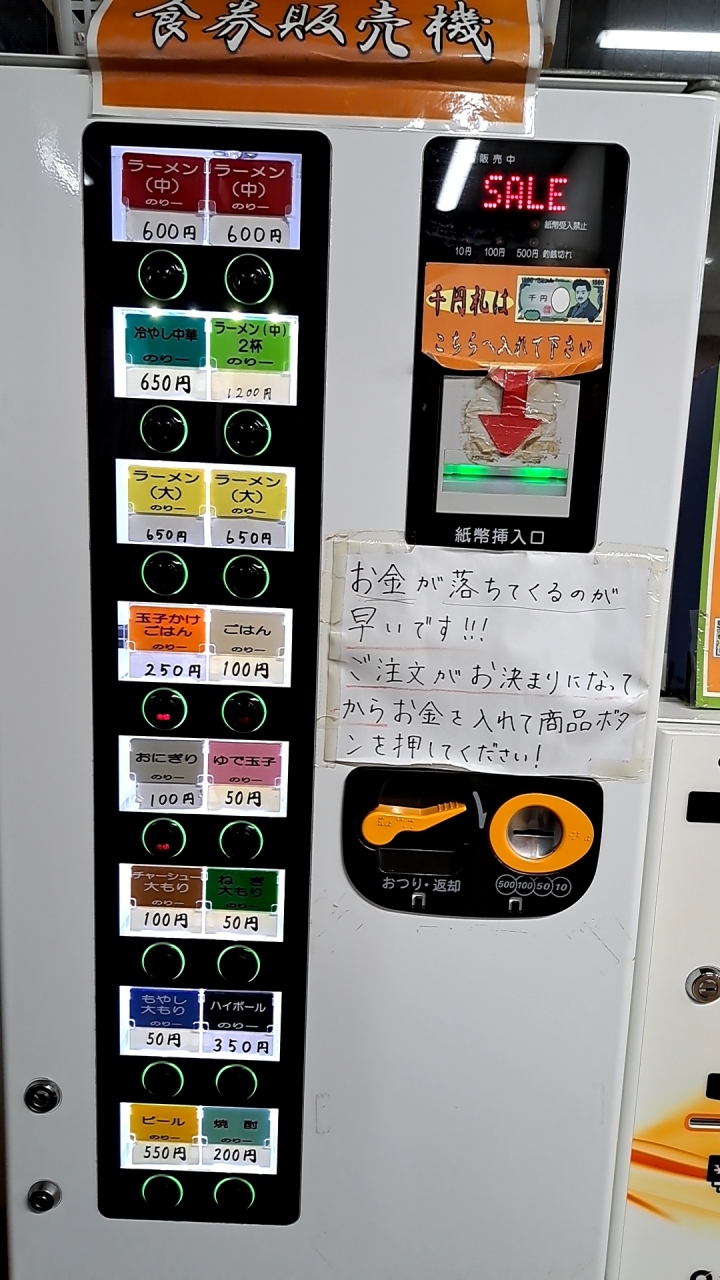 食券販売機
ラーメン
(中)
のりー
600円
ラーメン
(中)
のりー
600円
冷やし中華
のりー
650円
ラーメン(中)
2杯
のりー
1200円
ラーメン
(大)
のりー
650円
ラーメン
(大)
のりー
650円
玉子かけ
ごはん
のりー
250円
ごはん
のりー
100円
おにぎり
のりー
100円
ゆで玉子
のりー
50円
チャーシュー
大もり
のりー
100円
ねぎ
大もり
のりー
50円
もやし
大もり
のりー
50円
ハイボール
のりー
350円
ビール
のりー
550円
焼酎
のりー
200円
販売中
SALE
紙幣受入禁止
10円 100円 500円 釣銭切れ
千円札は
千円
こちらへ入れて下さい
紙幣挿入口
お金が落ちてくるのが
早いです!!!
ご注文がお決まりになって
からお金を入れて商品ボタ
ンを押してください!
おつり・返却
500 100 50 10